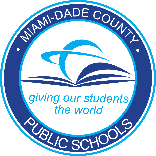 MIAMI-DADE COUNTY
giving our students
the world
PUBLIC SCHOOLS